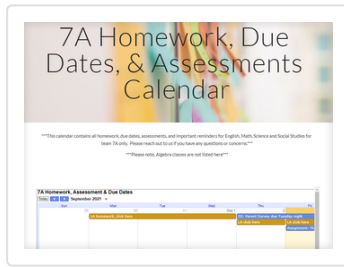 7A Homework, Due
Dates, & Assessments
Calendar
***This calendar contains all homework, due dates, assessments, and important reminders for English, Math, Science and Social Studies for
team 7A only. Please reach out to us if you have any questions or concerns.***
***Please note, Algebra classes are not listed here***
7A Homework, Assessment & Due Dates
Today September 2021
Sun Mon Tue Wed Thu Fri
Sep 1